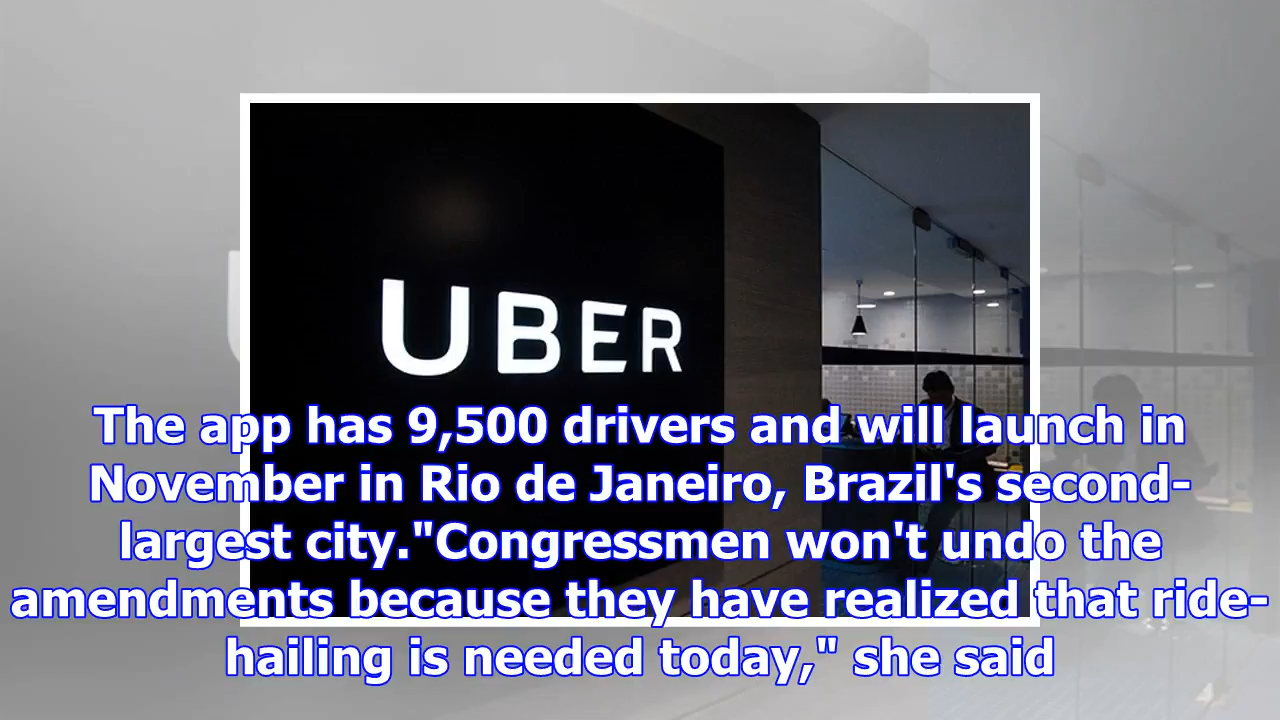 UBER
The app has 9,500 drivers and will launch in
November in Rio de Janeiro, Brazil's second-
largest city."Congressmen won't undo the
amendments because they have realized that ride-
hailing is needed today," she said